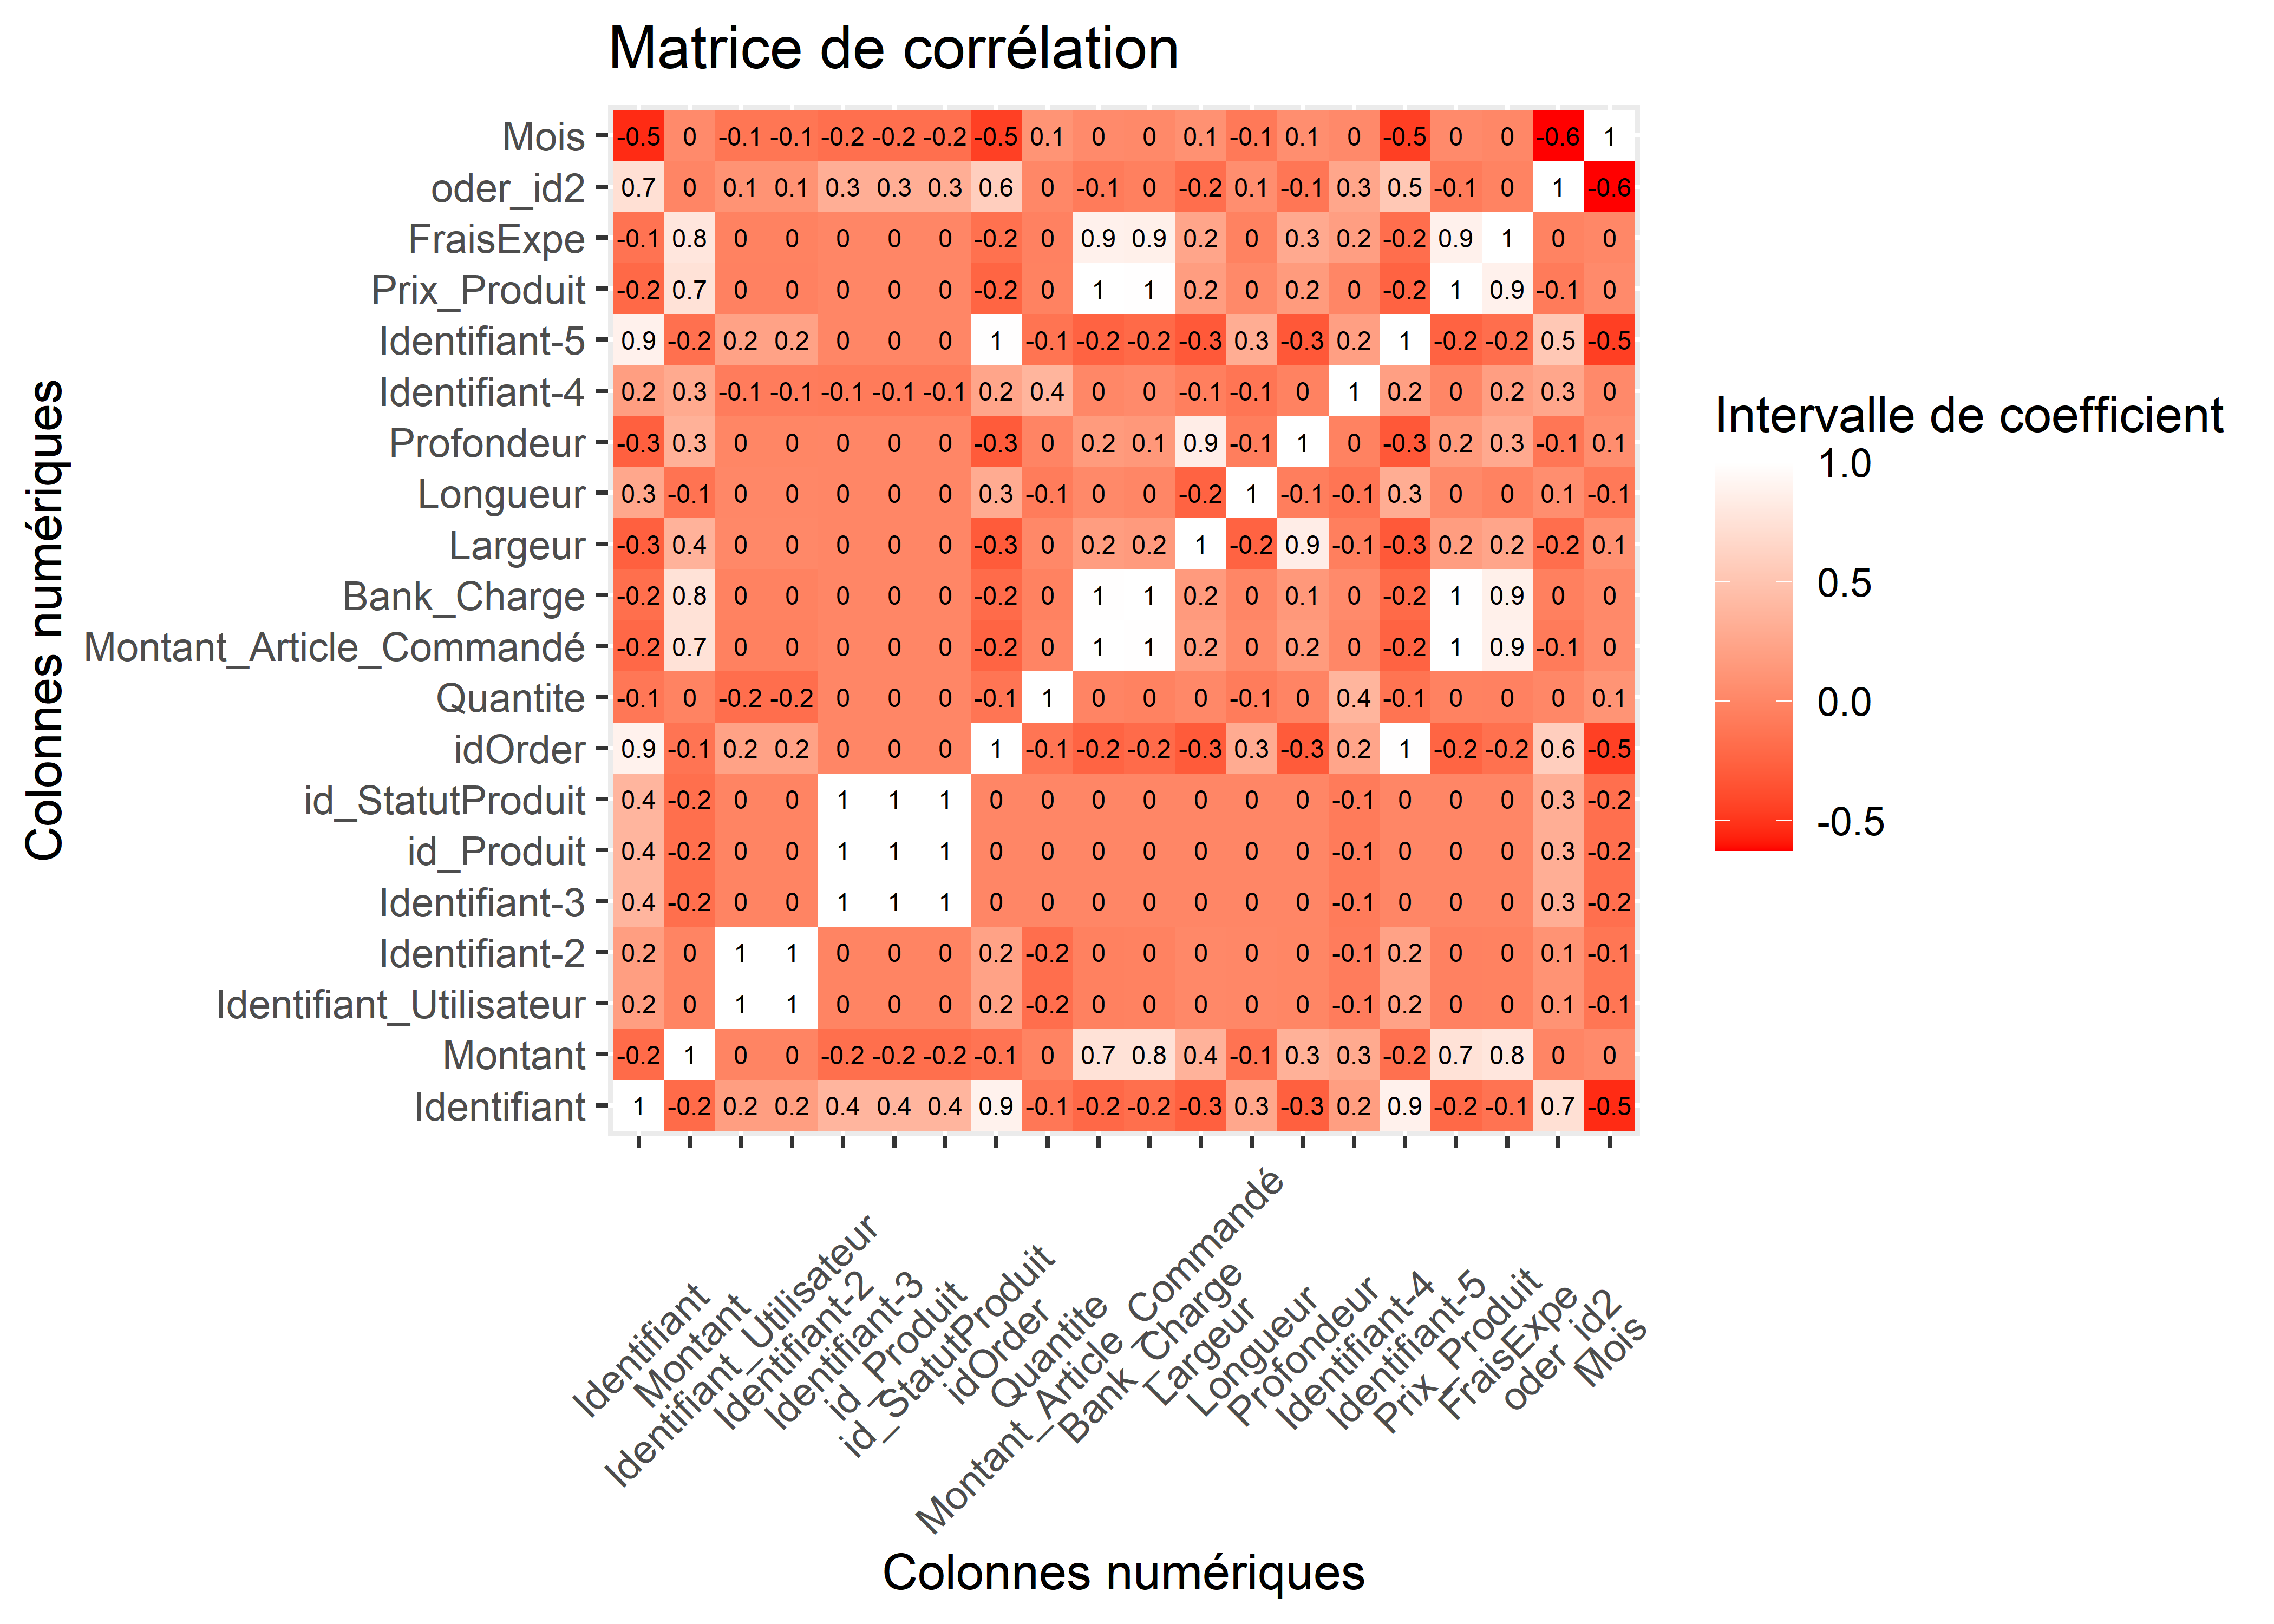 Matrice de corrélation
Colonnes numériques
Mois -0.5 0 -0.1 -0.1 -0.2 -0.2 -0.2 -0.5 0.1 0 0 0.1 -0.1 0.1 0 -0.5 0 0 -0.6 1
oder_id2 0.7 0 0.1 0.1 0.3 0.3 0.3 0.6 0 -0.1 0 -0.2 0.1 -0.1 0.3 0.5 -0.1 0 1 -0.6
FraisExpe -0.1 0.8 0 0 0 0 0 -0.2 0 0.9 0.9 0.2 0 0.3 0.2 -0.2 0.9 1 0 0
Prix_Produit -0.2 0.7 0 0 0 0 0 -0.2 0 1 1 0.2 0 0.2 0 -0.2 1 0.9 -0.1 0
Identifiant-5 0.9 -0.2 0.2 0.2 0 0 0 1 -0.1 -0.2 -0.2 -0.3 0.3 -0.3 0.2 1 -0.2 -0.2 0.5 -0.5
Identifiant-4 0.2 0.3 -0.1 -0.1 -0.1 -0.1 -0.1 0.2 0.4 0 0 -0.1 -0.1 0 1 0.2 0 0.2 0.3 0
Profondeur -0.3 0.3 0 0 0 0 0 -0.3 0 0.2 0.1 0.9 -0.1 1 0 -0.3 0.2 0.3 -0.1 0.1
Longueur 0.3 -0.1 0 0 0 0 0 0.3 -0.1 0 0 -0.2 1 -0.1 -0.1 0.3 0 0 0.1 -0.1
Largeur -0.3 0.4 0 0 0 0 0 -0.3 0 0.2 0.2 1 -0.2 0.9 -0.1 -0.3 0.2 0.2 -0.2 0.1
Bank_Charge -0.2 0.8 0 0 0 0 0 -0.2 0 1 1 0.2 0 0.1 0 -0.2 1 0.9 0 0
Montant_Article_Commandé -0.2 0.7 0 0 0 0 0 -0.2 0 1 1 0.2 0 0.2 0 -0.2 1 0.9 -0.1 0
Quantite -0.1 0 -0.2 -0.2 0 0 0 -0.1 1 0 0 0 -0.1 0 0.4 -0.1 0 0 0 0.1
idOrder 0.9 -0.1 0.2 0.2 0 0 0 1 -0.1 -0.2 -0.2 -0.3 0.3 -0.3 0.2 1 -0.2 -0.2 0.6 -0.5
id_StatutProduit 0.4 -0.2 0 0 1 1 1 0 0 0 0 0 0 0 -0.1 0 0 0 0.3 -0.2
id_Produit 0.4 -0.2 0 0 1 1 1 0 0 0 0 0 0 0 -0.1 0 0 0 0.3 -0.2
Identifiant-3 0.4 -0.2 0 0 1 1 1 0 0 0 0 0 0 0 -0.1 0 0 0 0.3 -0.2
Identifiant-2 0.2 0 1 1 0 0 0 0.2 -0.2 0 0 0 0 0 -0.1 0.2 0 0 0.1 -0.1
Identifiant_Utilisateur 0.2 0 1 1 0 0 0 0.2 -0.2 0 0 0 0 0 -0.1 0.2 0 0 0.1 -0.1
Montant -0.2 1 0 0 -0.2 -0.2 -0.2 -0.1 0 0.7 0.8 0.4 -0.1 0.3 0.3 -0.2 0.7 0.8 0 0
Identifiant 1 -0.2 0.2 0.2 0.4 0.4 0.4 0.9 -0.1 -0.2 -0.2 -0.3 0.3 -0.3 0.2 0.9 -0.2 -0.1 0.7 -0.5
Identifiant
Montant
Identifiant_Utilisateur
Identifiant-2
Identifiant-3
id_Produit
id_StatutProduit
idOrder
Quantite
Montant_Article_Commandé
Bank_Charge
Largeur
Longueur
Profondeur
Identifiant-4
Identifiant-5
Prix_Produit
FraisExpe
oder_id2
Mois
Colonnes numériques
Intervalle de coefficient
1.0
0.5
0.0
-0.5